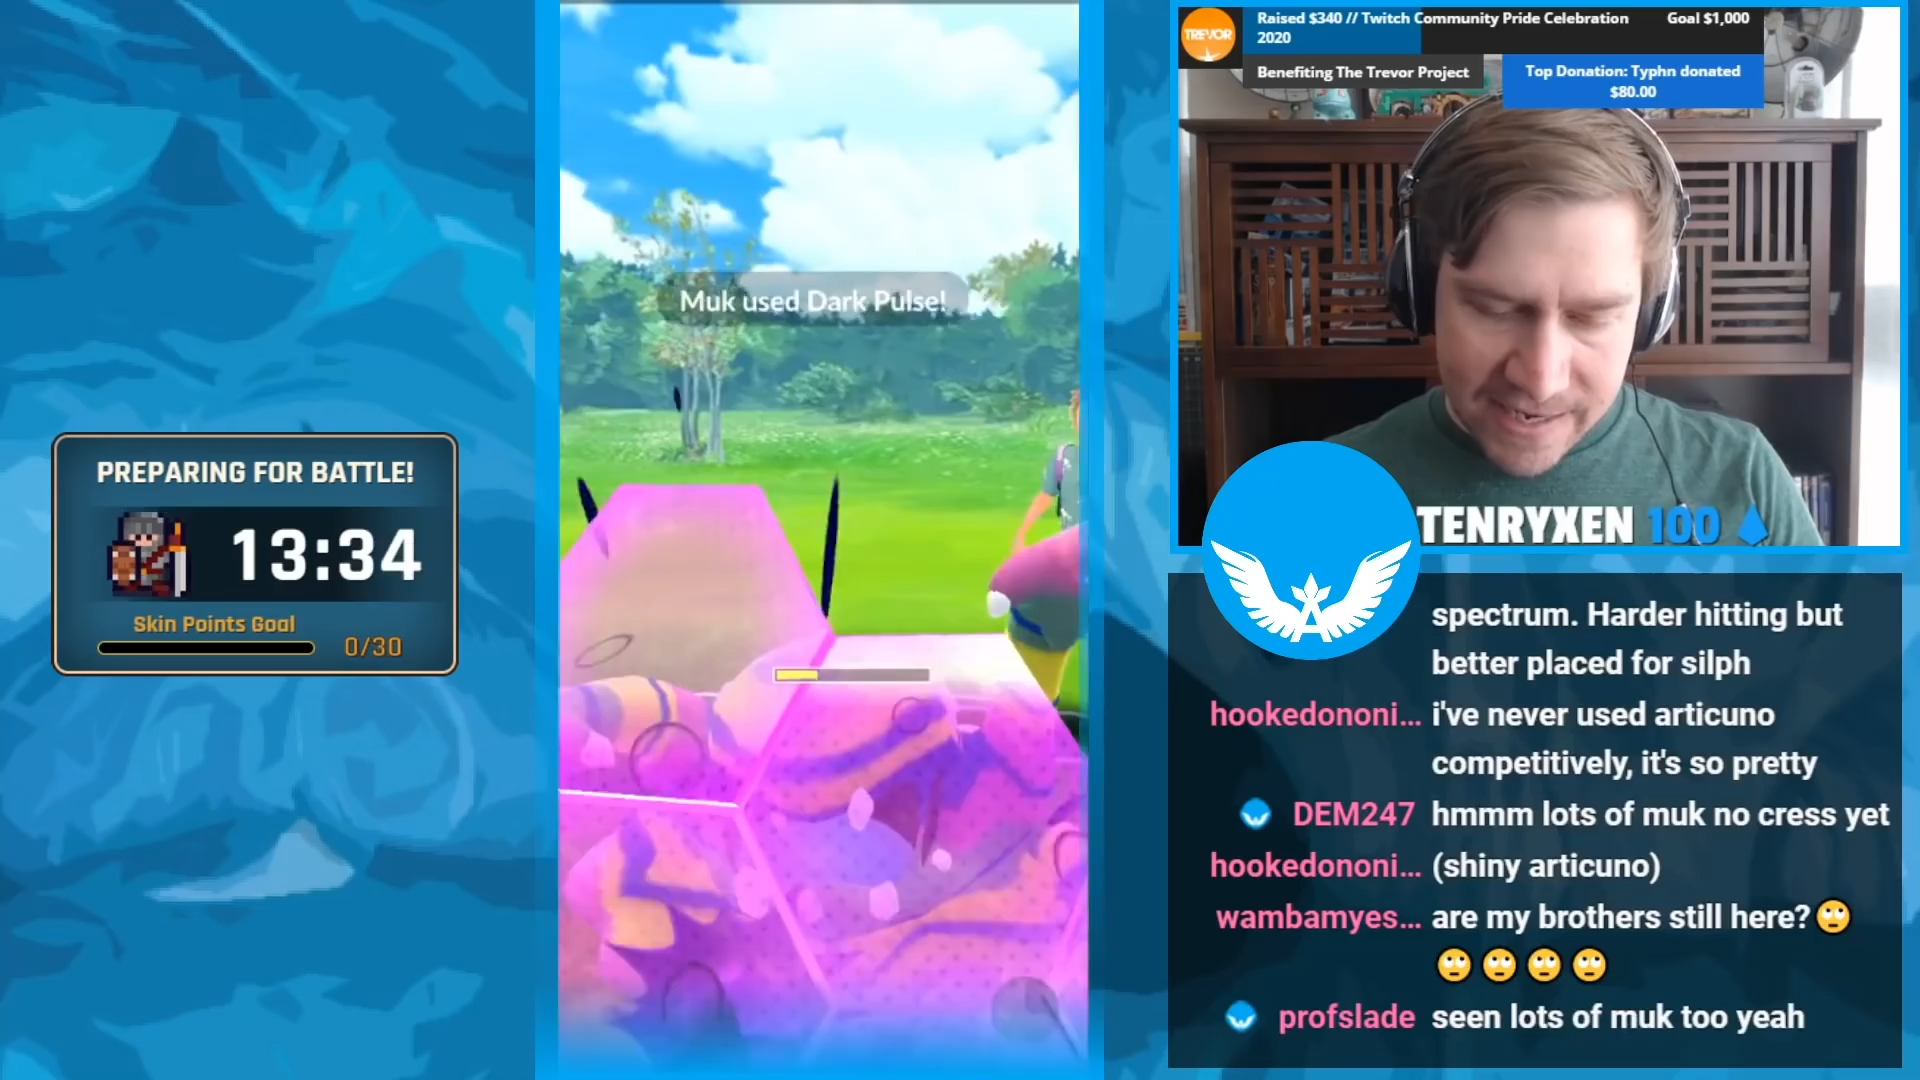 PREPARING FOR BATTLE!
13:34
Skin Points Goal
0/30
Muk used Dark Pulse!
TREVOR
Raised $340 // Twitch Community Pride Celebration
2020
Goal $1,000
Benefiting The Trevor Project
Top Donation: Typhn donated
$80.00
TENRYXEN 100
spectrum. Harder hitting but
better placed for silph
hookedononi... i've never used articuno
competitively, it's so pretty
DEM247 hmmm lots of muk no cress yet
hookedononi... (shiny articuno)
wambamyes... are my brothers still here?🙄
🙄🙄🙄🙄
profslade seen lots of muk too yeah